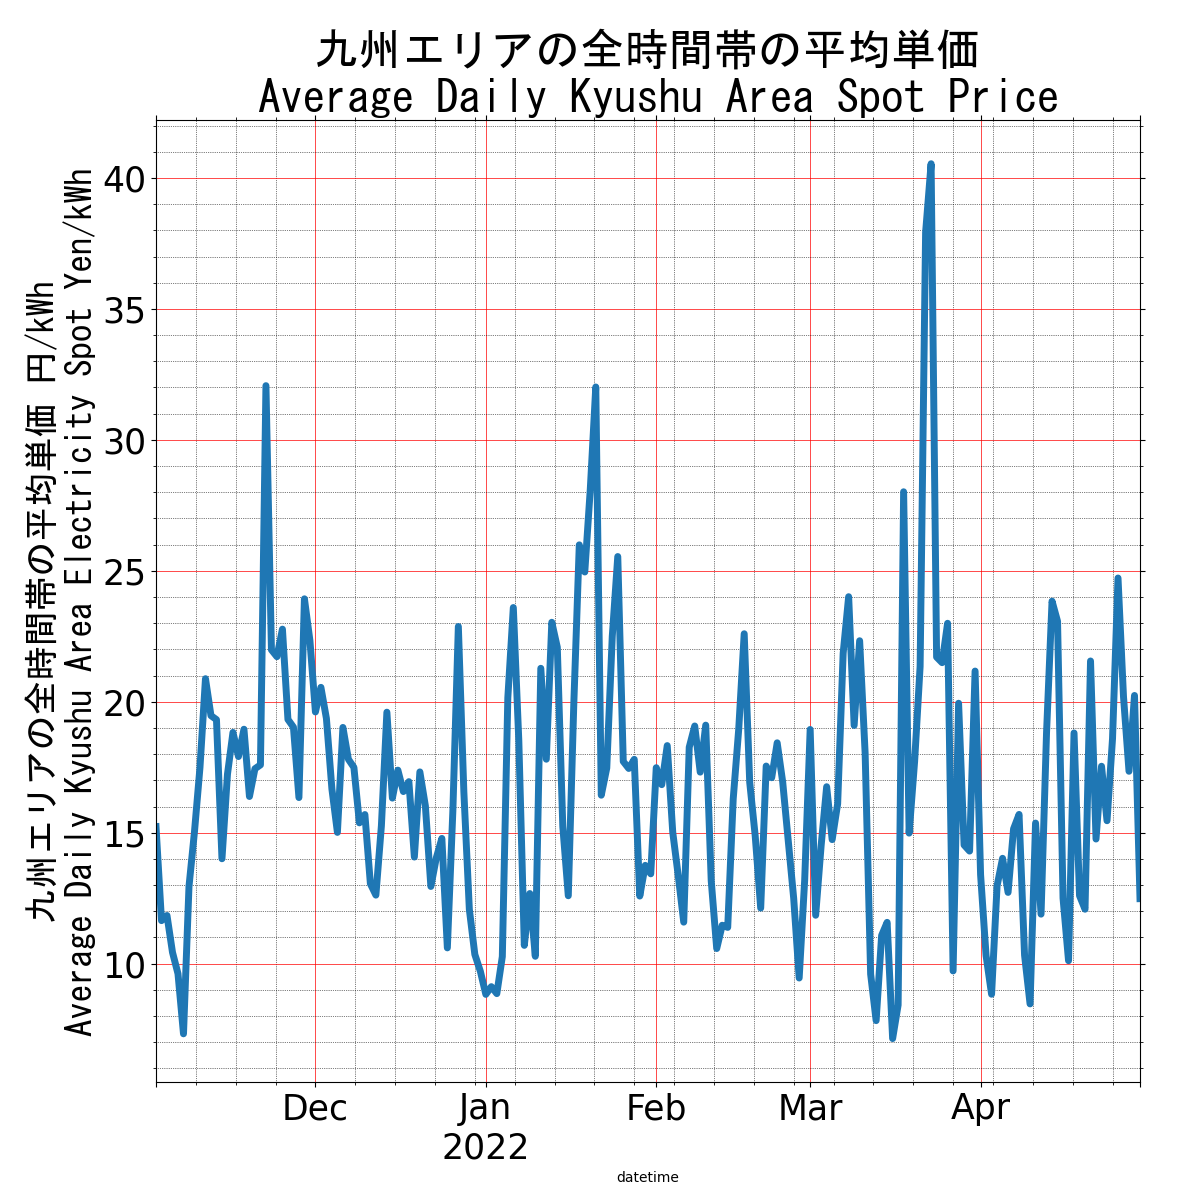 九州エリアの全時間帯の平均単価
Average Daily Kyushu Area Spot Price
九州エリアの全時間帯の平均単価 円/kWh
Average Daily Kyushu Area Electricity Spot Yen/kWh
40
35
30
25
20
15
10
Dec
Jan
2022
Feb
Mar
Apr
datetime